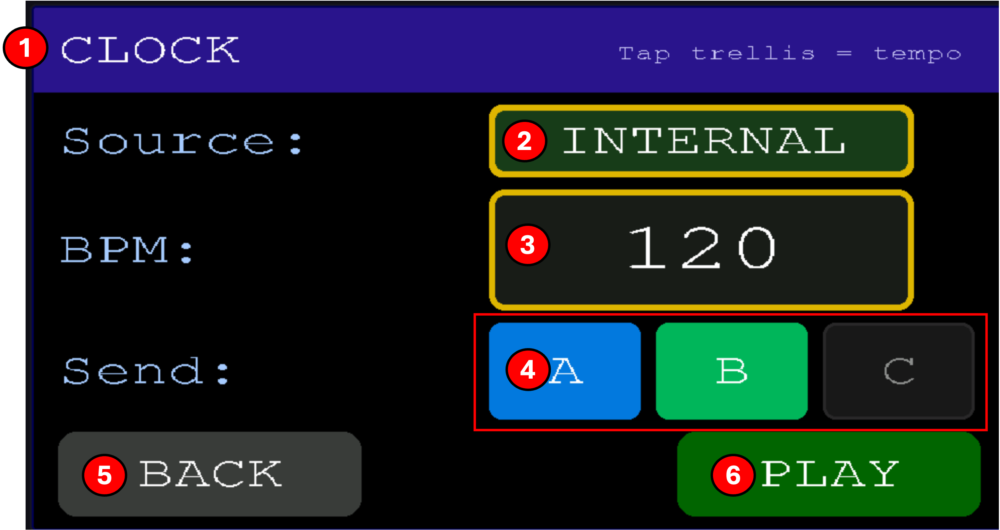 1 CLOCK Tap trellis = tempo
Source: 2 INTERNAL
BPM: 3 120
Send: 4 A B C
5 BACK 6 PLAY